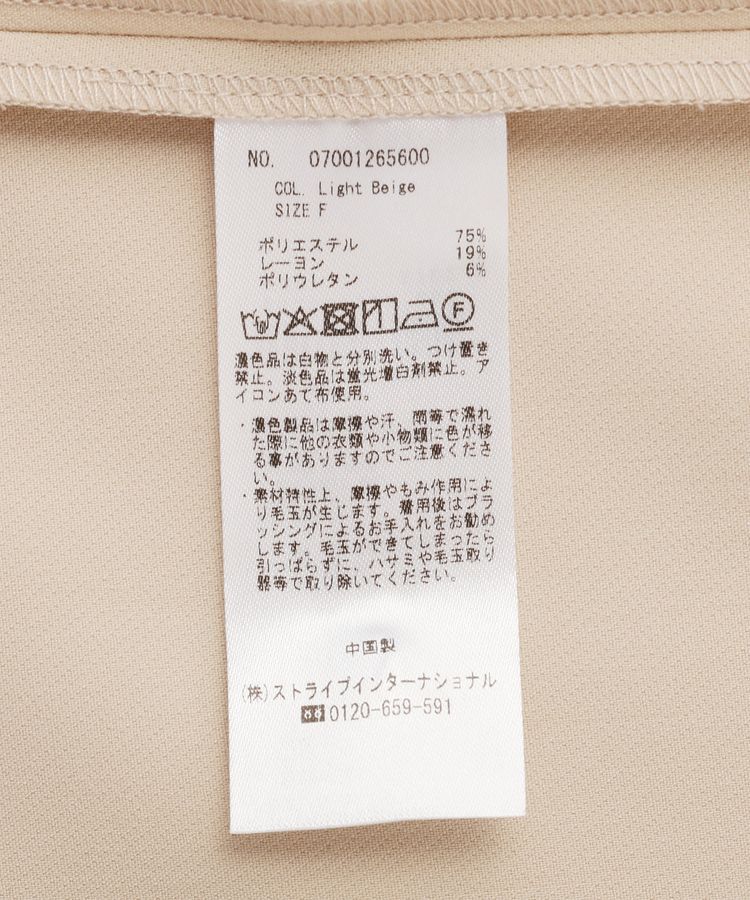 NO. 07001265600
COL. Light Beige
SIZE F
ポリエステル 75%
レーヨン 19%
ポリウレタン 6%
濃色品は白物と分別洗い。つけ置き
禁止。淡色品は蛍光増白剤禁止。ア
イロンあて布使用。
・濃色製品は摩擦や汗、雨等で濡れ
た際に他の衣類や小物類に色が移
る事がありますのでご注意くださ
い。
・素材特性上、摩擦やもみ作用によ
り毛玉が生じます。着用後はブラ
ッシングによるお手入れをお勧め
します。毛玉ができてしまったら
引っぱらずに、ハサミや毛玉取り
器等で取り除いてください。
中国製
(株)ストライプインターナショナル
0120-659-591